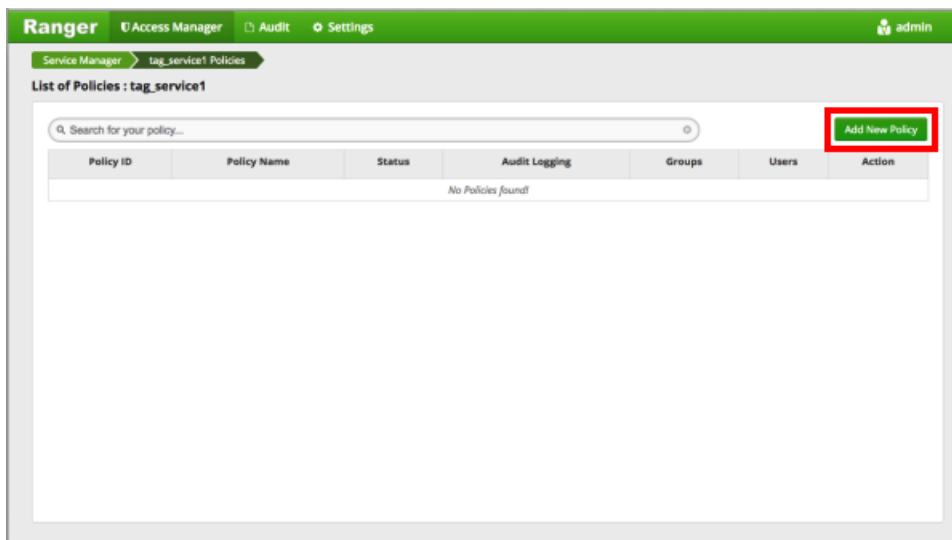 Ranger Access Manager Audit Settings admin
Service Manager tag_service1 Policies
List of Policies : tag_service1
Search for your policy... Add New Policy
Policy ID Policy Name Status Audit Logging Groups Users Action
No Policies found!